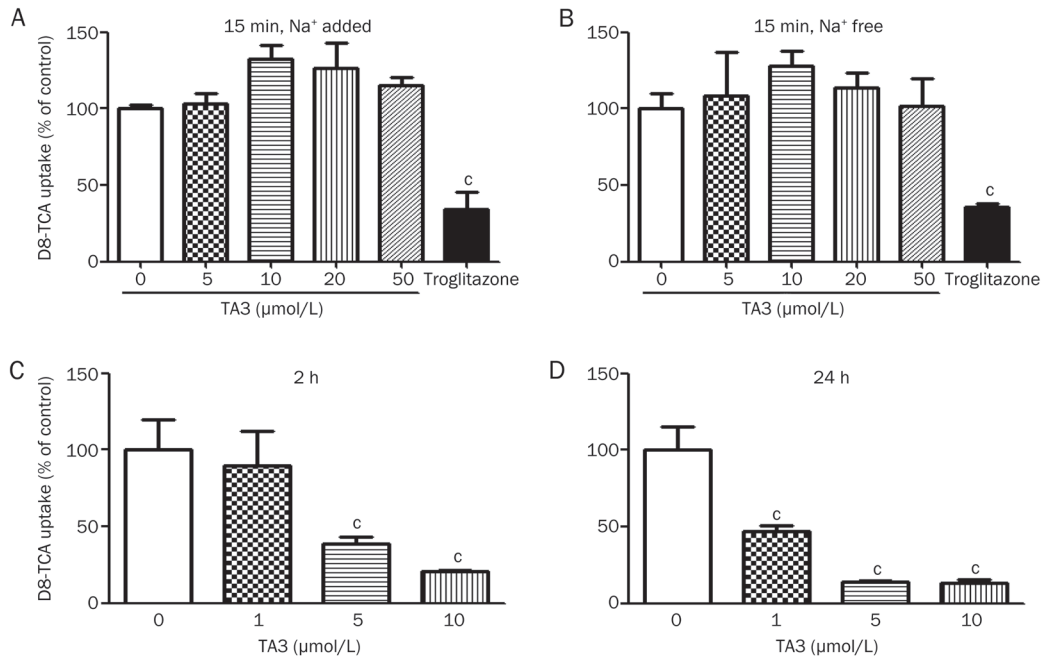 A
15 min, Na⁺ added
D8-TCA uptake (% of control)
150
100
50
0
c
0 5 10 20 50 Troglitazone
TA3 (µmol/L)
B
15 min, Na⁺ free
150
100
50
0
c
0 5 10 20 50 Troglitazone
TA3 (µmol/L)
C
2 h
D8-TCA uptake (% of control)
150
100
50
0
c
c
0 1 5 10
TA3 (µmol/L)
D
24 h
150
100
50
0
c
c
c
0 1 5 10
TA3 (µmol/L)